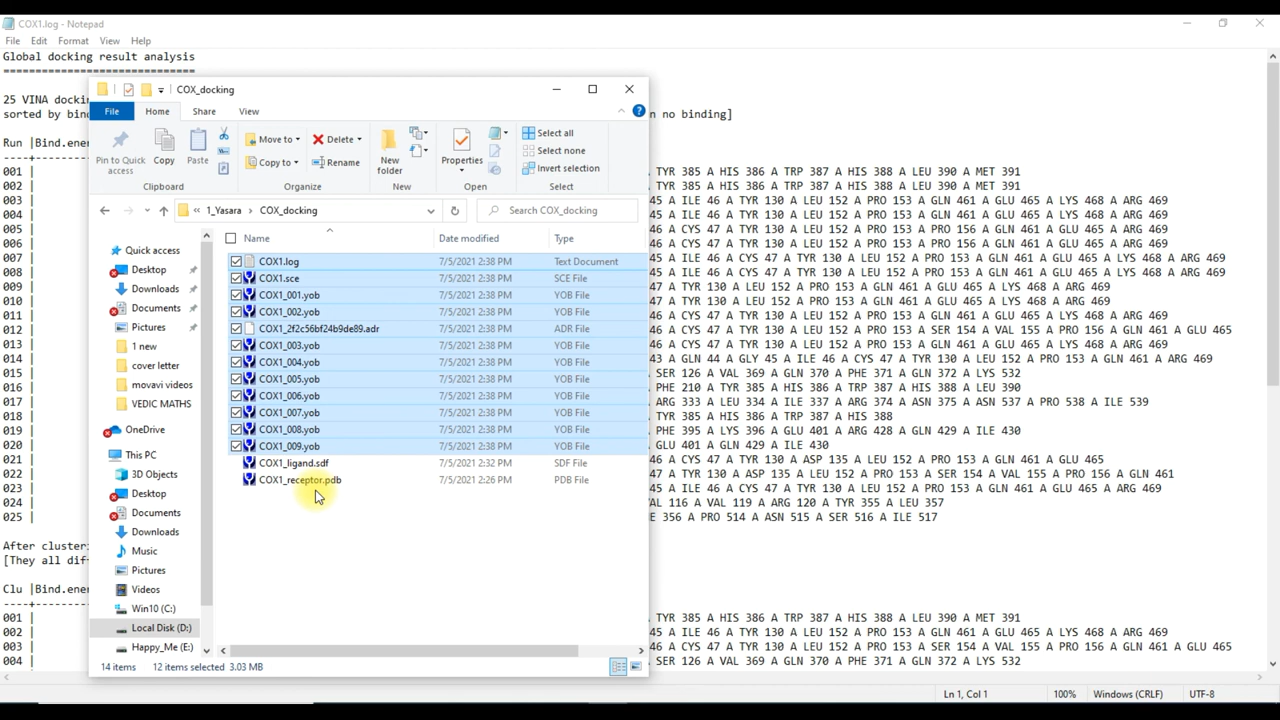 COX1.log - Notepad
File Edit Format View Help
Global docking result analysis
==============================
25 VINA docki
sorted by bin
n no binding]
Run |Bind.ene
----+--------
001 |
002 |
003 |
004 |
005 |
006 |
007 |
008 |
009 |
010 |
011 |
012 |
013 |
014 |
015 |
016 |
017 |
018 |
019 |
020 |
021 |
022 |
023 |
024 |
025 |
After clusteri
[They all diff
Clu |Bind.ene
----+--------
001 |
002 |
003 |
004 |
COX_docking
File Home Share View
Pin to Quick access
Copy
Paste
Clipboard
Move to
Copy to
Delete
Rename
Organize
New folder
New
Properties
Open
Select all
Select none
Invert selection
Select
« 1_Yasara > COX_docking
Search COX_docking
Quick access
Desktop
Downloads
Documents
Pictures
1 new
cover letter
movavi videos
VEDIC MATHS
OneDrive
This PC
3D Objects
Desktop
Documents
Downloads
Music
Pictures
Videos
Win10 (C:)
Local Disk (D:)
Happy_Me (E:)
Name Date modified Type
COX1.log 7/5/2021 2:38 PM Text Document
COX1.sce 7/5/2021 2:38 PM SCE File
COX1_001.yob 7/5/2021 2:38 PM YOB File
COX1_002.yob 7/5/2021 2:38 PM YOB File
COX1_2f2c56bf24b9de89.adr 7/5/2021 2:38 PM ADR File
COX1_003.yob 7/5/2021 2:38 PM YOB File
COX1_004.yob 7/5/2021 2:38 PM YOB File
COX1_005.yob 7/5/2021 2:38 PM YOB File
COX1_006.yob 7/5/2021 2:38 PM YOB File
COX1_007.yob 7/5/2021 2:38 PM YOB File
COX1_008.yob 7/5/2021 2:38 PM YOB File
COX1_009.yob 7/5/2021 2:38 PM YOB File
COX1_ligand.sdf 7/5/2021 2:32 PM SDF File
COX1_receptor.pdb 7/5/2021 2:26 PM PDB File
14 items 12 items selected 3.03 MB
TYR 385 A HIS 386 A TRP 387 A HIS 388 A LEU 390 A MET 391
TYR 385 A HIS 386 A TRP 387 A HIS 388 A LEU 390 A MET 391
45 A ILE 46 A TYR 130 A LEU 152 A PRO 153 A GLN 461 A GLU 465 A LYS 468 A ARG 469
46 A CYS 47 A TYR 130 A LEU 152 A PRO 153 A GLN 461 A GLU 465 A LYS 468 A ARG 469
47 A TYR 130 A LEU 152 A PRO 153 A PRO 156 A GLN 461 A GLU 465 A LYS 468 A ARG 469
47 A TYR 130 A LEU 152 A PRO 153 A PRO 156 A GLN 461 A GLU 465 A LYS 468 A ARG 469
45 A ILE 46 A CYS 47 A TYR 130 A LEU 152 A PRO 153 A GLN 461 A GLU 465 A LYS 468 A ARG 469
45 A ILE 46 A CYS 47 A TYR 130 A LEU 152 A PRO 153 A GLN 461 A GLU 465 A LYS 468 A ARG 469
47 A TYR 130 A LEU 152 A PRO 153 A GLN 461 A GLU 465 A LYS 468 A ARG 469
47 A TYR 130 A LEU 152 A PRO 153 A GLN 461 A GLU 465 A LYS 468 A ARG 469
46 A CYS 47 A TYR 130 A LEU 152 A PRO 153 A GLN 461 A GLU 465 A LYS 468 A ARG 469
46 A CYS 47 A TYR 130 A LEU 152 A PRO 153 A SER 154 A VAL 155 A PRO 156 A GLN 461 A GLU 465
46 A CYS 47 A TYR 130 A LEU 152 A PRO 153 A GLN 461 A GLU 465 A LYS 468 A ARG 469
43 A GLN 44 A GLY 45 A ILE 46 A CYS 47 A TYR 130 A LEU 152 A PRO 153 A GLN 461 A ARG 469
SER 126 A VAL 369 A GLN 370 A PHE 371 A GLN 372 A LYS 532
PHE 210 A TYR 385 A HIS 386 A TRP 387 A HIS 388 A LEU 390
ARG 333 A LEU 334 A ILE 337 A ARG 374 A ASN 375 A ASN 537 A PRO 538 A ILE 539
TYR 385 A HIS 386 A TRP 387 A HIS 388
PHE 395 A LYS 396 A GLU 401 A ARG 428 A GLN 429 A ILE 430
GLU 401 A GLN 429 A ILE 430
46 A CYS 47 A TYR 130 A LEU 152 A ASP 135 A PRO 153 A GLN 461 A GLU 465 A LYS 468
47 A TYR 130 A ASP 135 A LEU 152 A PRO 153 A SER 154 A VAL 155 A PRO 156 A GLN 461
45 A ILE 46 A CYS 47 A TYR 130 A LEU 152 A PRO 153 A GLN 461 A GLU 465 A ARG 469
VAL 116 A VAL 119 A ARG 120 A TYR 355 A LEU 357
E 356 A PRO 514 A ASN 515 A SER 516 A ILE 517
TYR 385 A HIS 386 A TRP 387 A HIS 388 A LEU 390 A MET 391
45 A ILE 46 A TYR 130 A LEU 152 A PRO 153 A GLN 461 A GLU 465 A LYS 468 A ARG 469
46 A CYS 47 A TYR 130 A LEU 152 A PRO 153 A SER 154 A VAL 155 A PRO 156 A GLN 461 A GLU 465
SER 126 A VAL 369 A GLN 370 A PHE 371 A GLN 372 A LYS 532
Ln 1, Col 1 100% Windows (CRLF) UTF-8